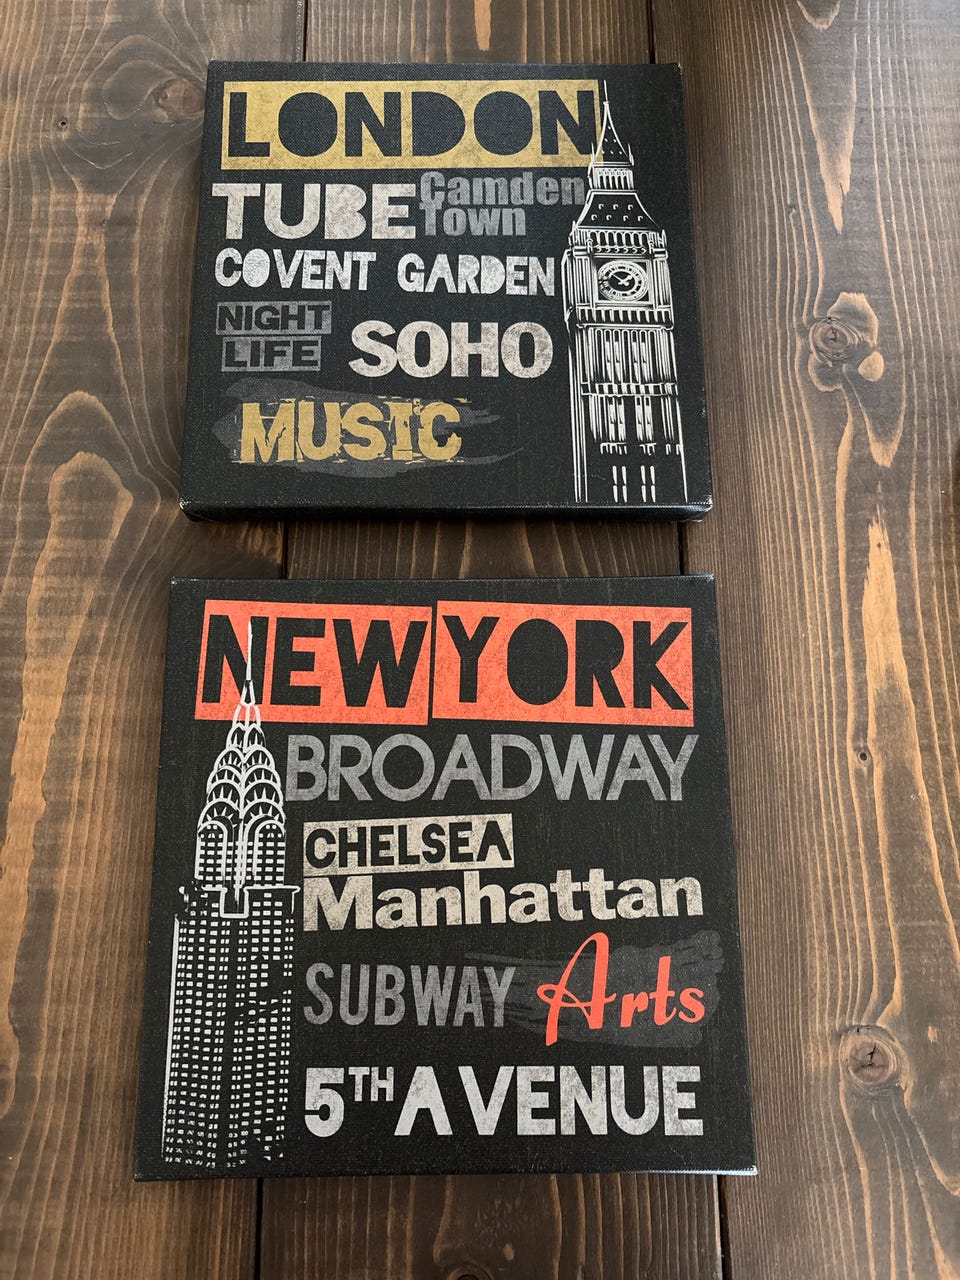 LONDON
TUBE Camden Town
COVENT GARDEN
NIGHT LIFE SOHO
MUSIC
NEW YORK
BROADWAY
CHELSEA
Manhattan
SUBWAY Arts
5TH AVENUE